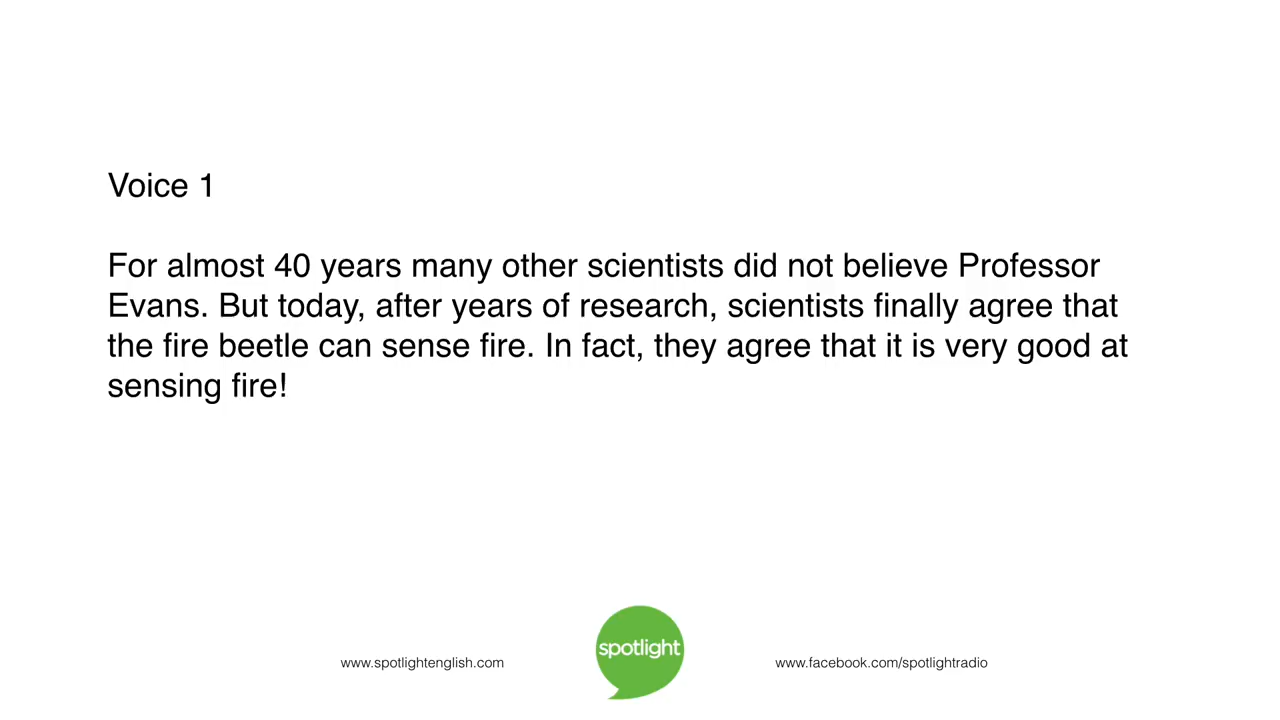 Voice 1
For almost 40 years many other scientists did not believe Professor
Evans. But today, after years of research, scientists finally agree that
the fire beetle can sense fire. In fact, they agree that it is very good at
sensing fire!
spotlight
www.spotlightenglish.com
www.facebook.com/spotlightradio